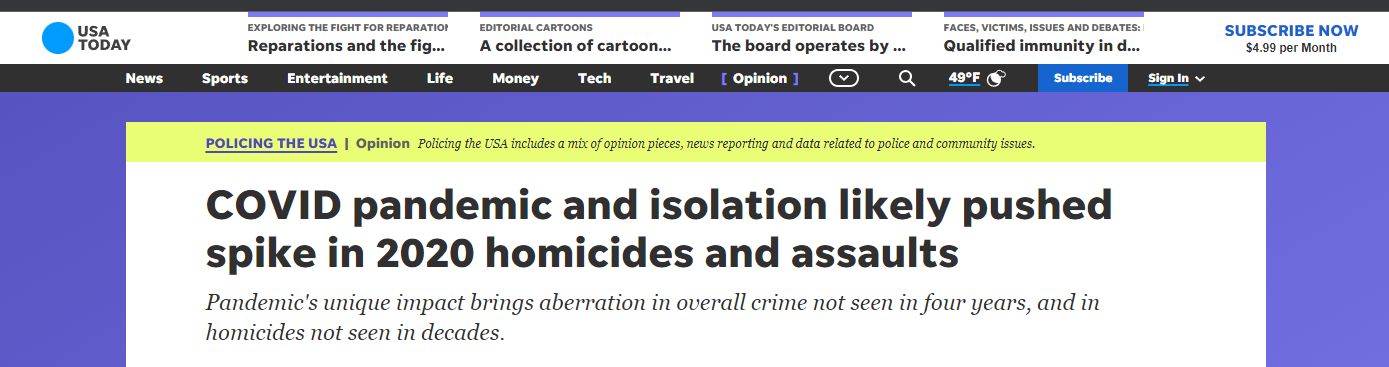 USA
TODAY
EXPLORING THE FIGHT FOR REPARATION
Reparations and the fig...
EDITORIAL CARTOONS
A collection of cartoon...
USA TODAY'S EDITORIAL BOARD
The board operates by ...
FACES, VICTIMS, ISSUES AND DEBATES:
Qualified immunity in d...
SUBSCRIBE NOW
$4.99 per Month
News Sports Entertainment Life Money Tech Travel [ Opinion ] 49°F Subscribe Sign In
POLICING THE USA | Opinion Policing the USA includes a mix of opinion pieces, news reporting and data related to police and community issues.
COVID pandemic and isolation likely pushed
spike in 2020 homicides and assaults
Pandemic's unique impact brings aberration in overall crime not seen in four years, and in
homicides not seen in decades.